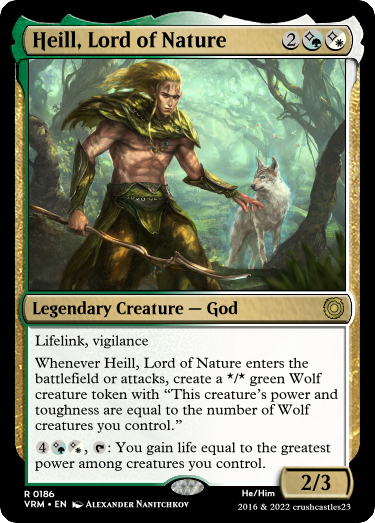 Heill, Lord of Nature 2
Legendary Creature — God
Lifelink, vigilance
Whenever Heill, Lord of Nature enters the
battlefield or attacks, create a */* green Wolf
creature token with “This creature’s power and
toughness are equal to the number of Wolf
creatures you control.”
4, : You gain life equal to the greatest
power among creatures you control.
2/3
R 0186 He/Him
VRM • EN Alexander Nanitchkov 2016 & 2022 crushcastles23